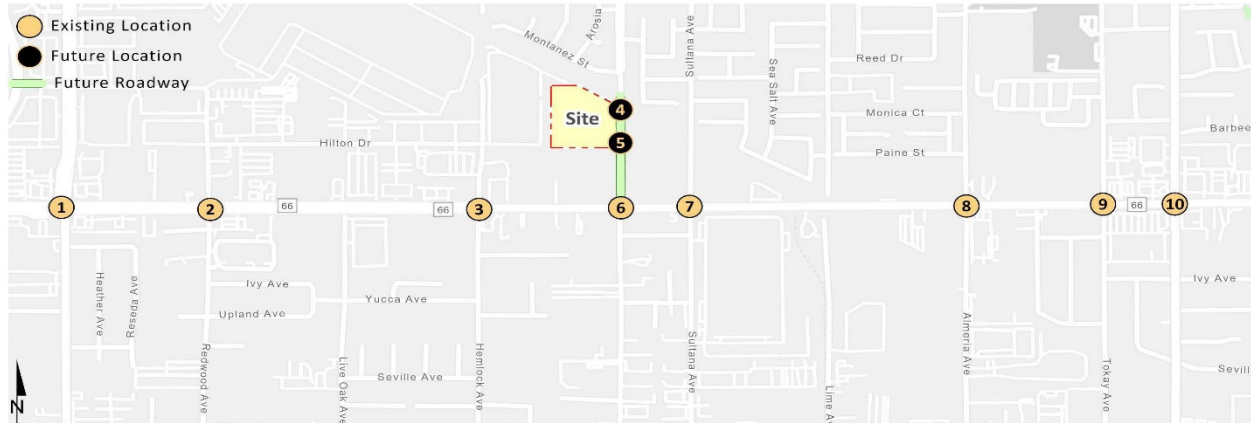 Existing Location
Future Location
Future Roadway
Montanez St
Arosia
Sultana Ave
Sea Salt Ave
Reed Dr
Monica Ct
Paine St
Barbee
Hilton Dr
Site
4
5
1
2
66
66
3
6
7
8
9
66
10
Heather Ave
Reseda Ave
Redwood Ave
Ivy Ave
Upland Ave
Live Oak Ave
Yucca Ave
Seville Ave
Hemlock Ave
Sultana Ave
Lime Ave
Almeria Ave
Tokay Ave
Ivy Ave
Sevill
N